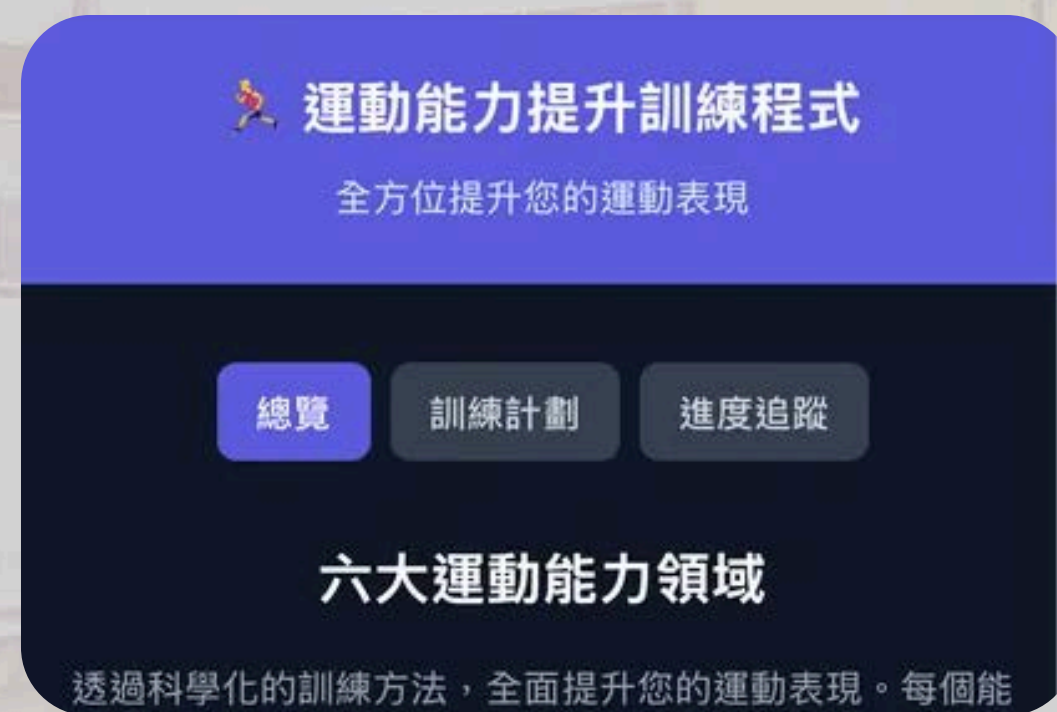 運動能力提升訓練程式
全方位提升您的運動表現
總覽 訓練計劃 進度追蹤
六大運動能力領域
透過科學化的訓練方法，全面提升您的運動表現。每個能